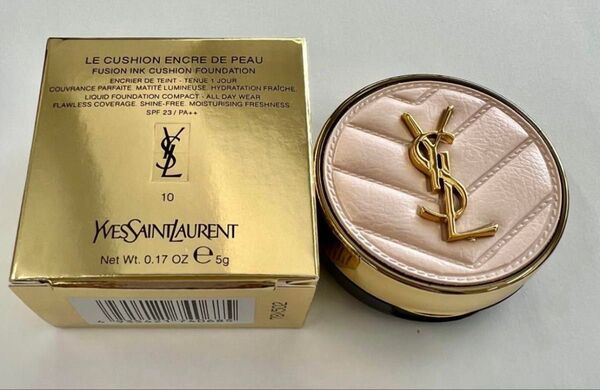 LE CUSHION ENCRE DE PEAU
FUSION INK CUSHION FOUNDATION
ENCRIER DE TEINT - TENUE 1 JOUR
COUVRANCE PARFAITE. MATITÉ LUMINEUSE. HYDRATATION FRAÎCHE.
LIQUID FOUNDATION COMPACT - ALL DAY WEAR
FLAWLESS COVERAGE. SHINE-FREE. MOISTURISING FRESHNESS.
SPF 23 / PA++
YSL
10
YVESSAINTLAURENT
Net Wt. 0.17 OZ ℮ 5g
YSL